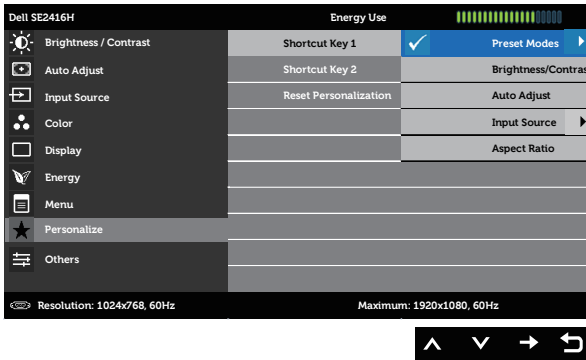 Dell SE2416H Energy Use
Brightness / Contrast Shortcut Key 1 Preset Modes
Auto Adjust Shortcut Key 2 Brightness/Contras
Input Source Reset Personalization Auto Adjust
Color Input Source
Display Aspect Ratio
Energy
Menu
Personalize
Others
Resolution: 1024x768, 60Hz Maximum: 1920x1080, 60Hz